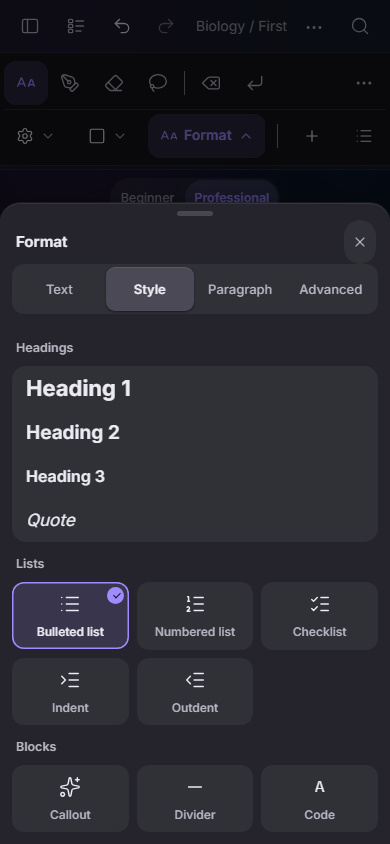 Biology / First
AA
AA Format
Beginner Professional
Format
Text Style Paragraph Advanced
Headings
Heading 1
Heading 2
Heading 3
Quote
Lists
Bulleted list Numbered list Checklist
Indent Outdent
Blocks
A
Callout Divider Code